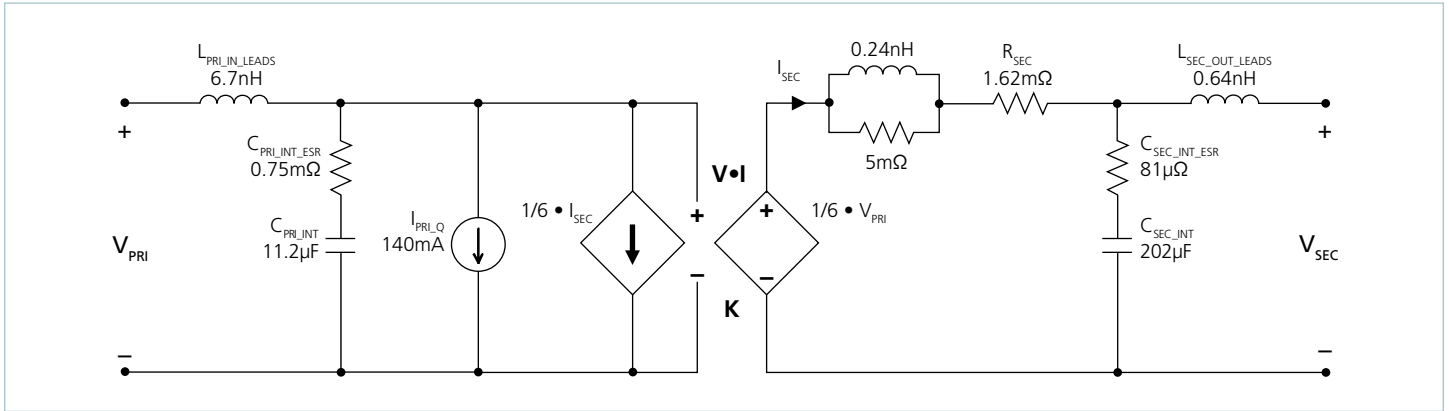 L_PRI_IN_LEADS
6.7nH
+
C_PRI_INT_ESR
0.75mΩ
C_PRI_INT
11.2µF
V_PRI
–
I_PRI_Q
140mA
1/6 • I_SEC
V•I
+
–
K
+
–
1/6 • V_PRI
I_SEC
0.24nH
5mΩ
R_SEC
1.62mΩ
L_SEC_OUT_LEADS
0.64nH
C_SEC_INT_ESR
81µΩ
C_SEC_INT
202µF
+
V_SEC
–